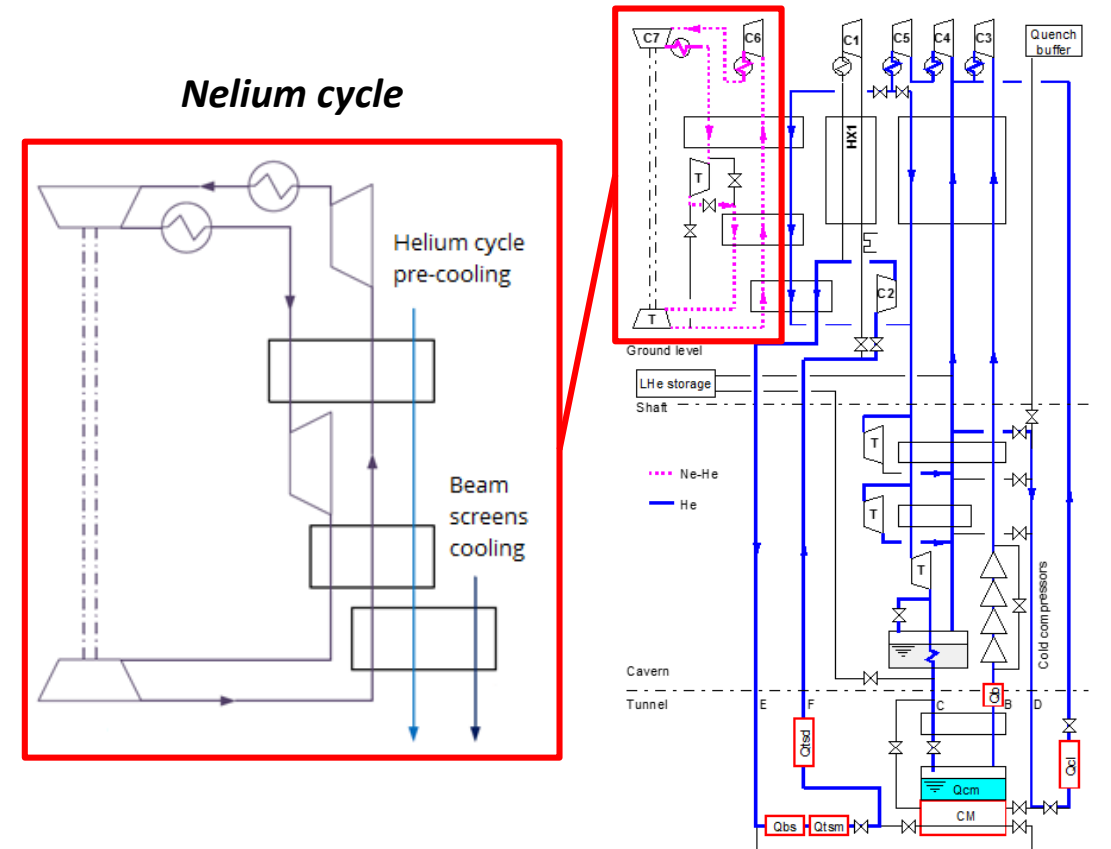 Nelium cycle
Helium cycle
pre-cooling
Beam
screens
cooling
C7
C6
C1
C5
C4
C3
Quench
buffer
HX1
T
C2
T
Ground level
LHe storage
Shaft
T
Ne-He
He
T
T
Cold compressors
Cavern
Tunnel
E
F
C
B
D
Qtsd
Qcl
Qcm
CM
Qbs
Qtsm